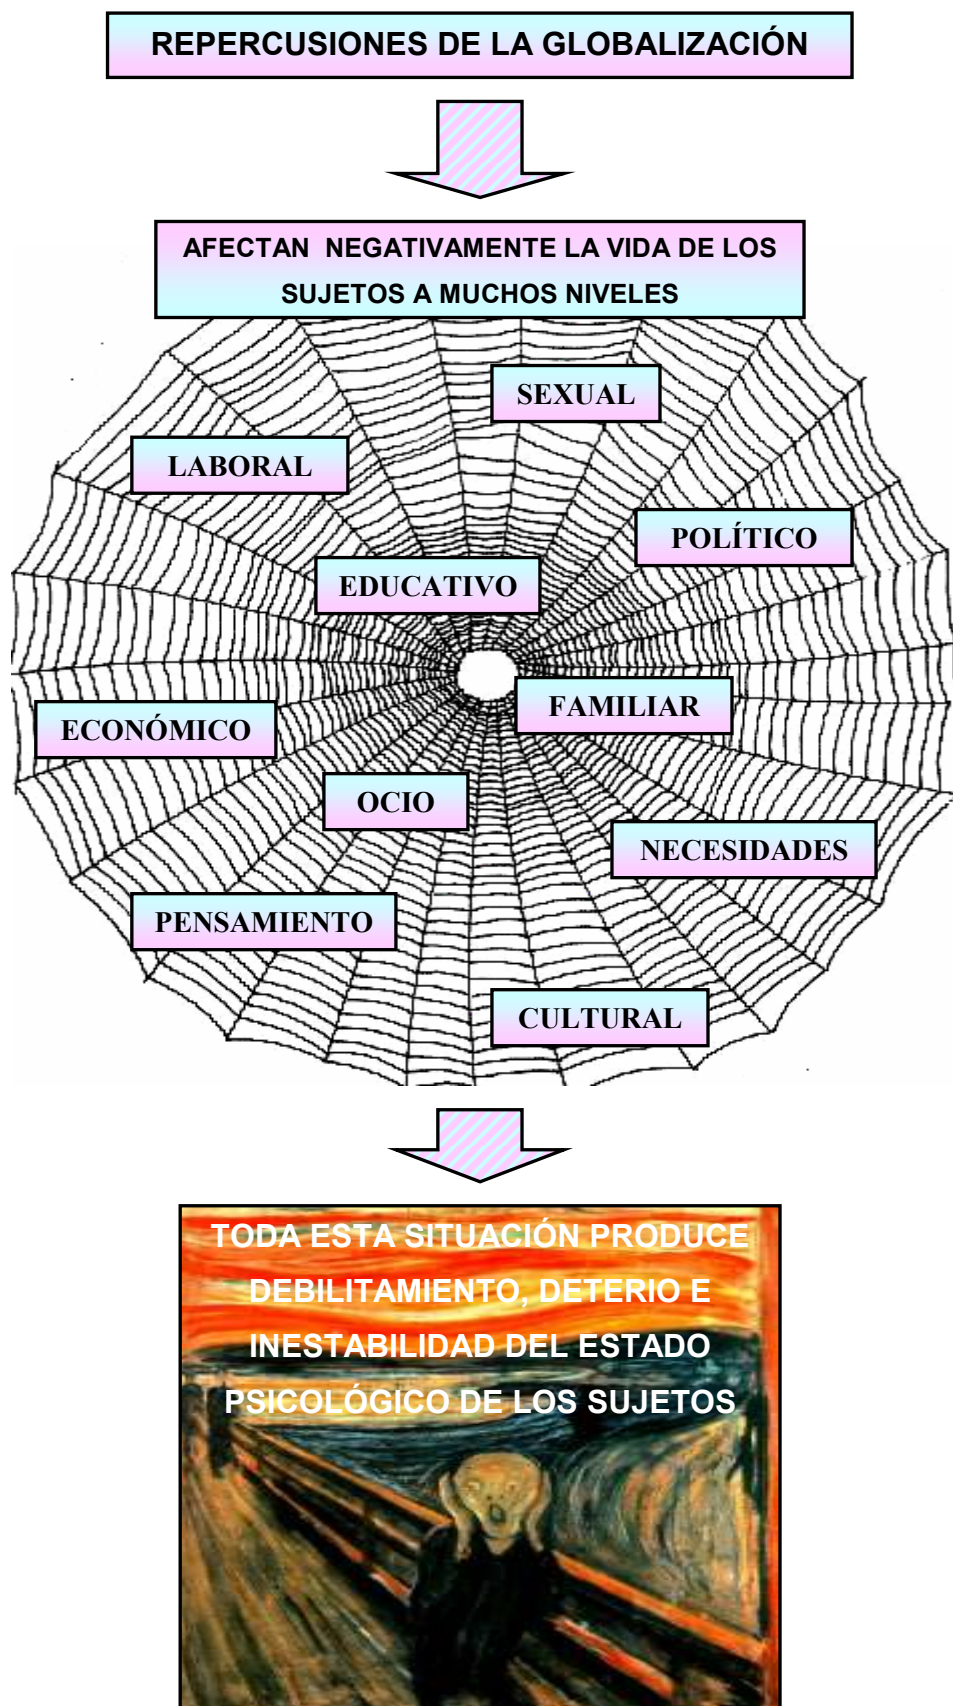 REPERCUSIONES DE LA GLOBALIZACIÓN
AFECTAN NEGATIVAMENTE LA VIDA DE LOS
SUJETOS A MUCHOS NIVELES
SEXUAL
LABORAL
POLÍTICO
EDUCATIVO
FAMILIAR
ECONÓMICO
OCIO
NECESIDADES
PENSAMIENTO
CULTURAL
TODA ESTA SITUACIÓN PRODUCE
DEBILITAMIENTO, DETERIO E
INESTABILIDAD DEL ESTADO
PSICOLÓGICO DE LOS SUJETOS